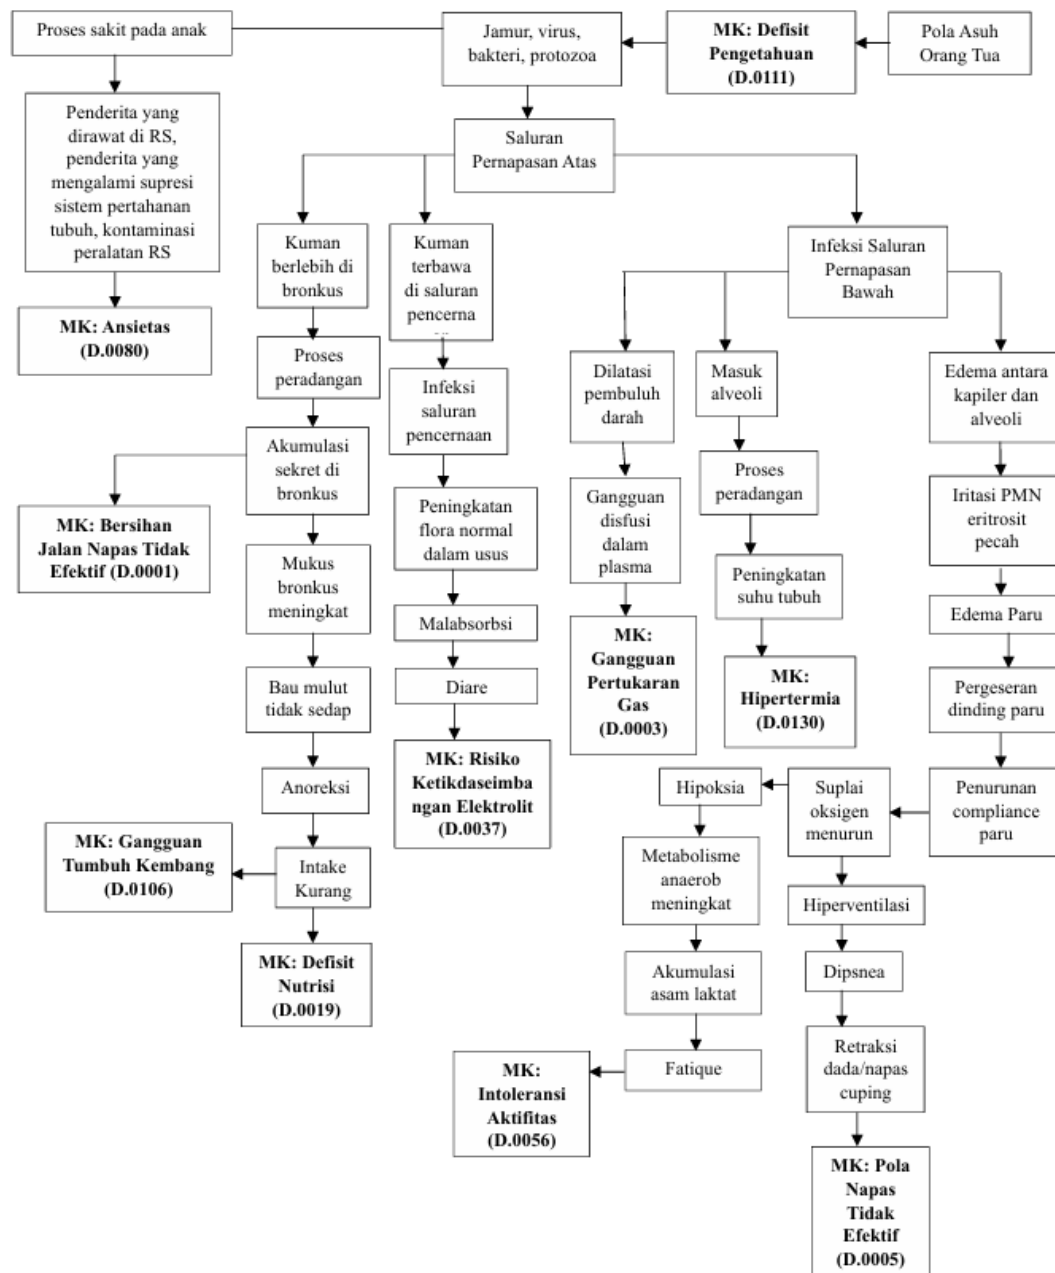 Proses sakit pada anak
Jamur, virus,
bakteri, protozoa
MK: Defisit
Pengetahuan
(D.0111)
Pola Asuh
Orang Tua
Penderita yang
dirawat di RS,
penderita yang
mengalami supresi
sistem pertahanan
tubuh, kontaminasi
peralatan RS
MK: Ansietas
(D.0080)
Saluran
Pernapasan Atas
Kuman
berlebih di
bronkus
Proses
peradangan
Akumulasi
sekret di
bronkus
MK: Bersihan
Jalan Napas Tidak
Efektif (D.0001)
Mukus
bronkus
meningkat
Bau mulut
tidak sedap
Anoreksi
Intake
Kurang
MK: Gangguan
Tumbuh Kembang
(D.0106)
MK: Defisit
Nutrisi
(D.0019)
Kuman
terbawa
di saluran
pencerna
Infeksi
saluran
pencernaan
Peningkatan
flora normal
dalam usus
Malabsorbsi
Diare
MK: Risiko
Ketikdaseimba
ngan Elektrolit
(D.0037)
Infeksi Saluran
Pernapasan
Bawah
Dilatasi
pembuluh
darah
Gangguan
disfusi
dalam
plasma
MK:
Gangguan
Pertukaran
Gas
(D.0003)
Masuk
alveoli
Proses
peradangan
Peningkatan
suhu tubuh
MK:
Hipertermia
(D.0130)
Edema antara
kapiler dan
alveoli
Iritasi PMN
eritrosit
pecah
Edema Paru
Pergeseran
dinding paru
Penurunan
compliance
paru
Suplai
oksigen
menurun
Hipoksia
Metabolisme
anaerob
meningkat
Akumulasi
asam laktat
Fatique
MK:
Intoleransi
Aktifitas
(D.0056)
Hiperventilasi
Dipsnea
Retraksi
dada/napas
cuping
MK: Pola
Napas
Tidak
Efektif
(D.0005)